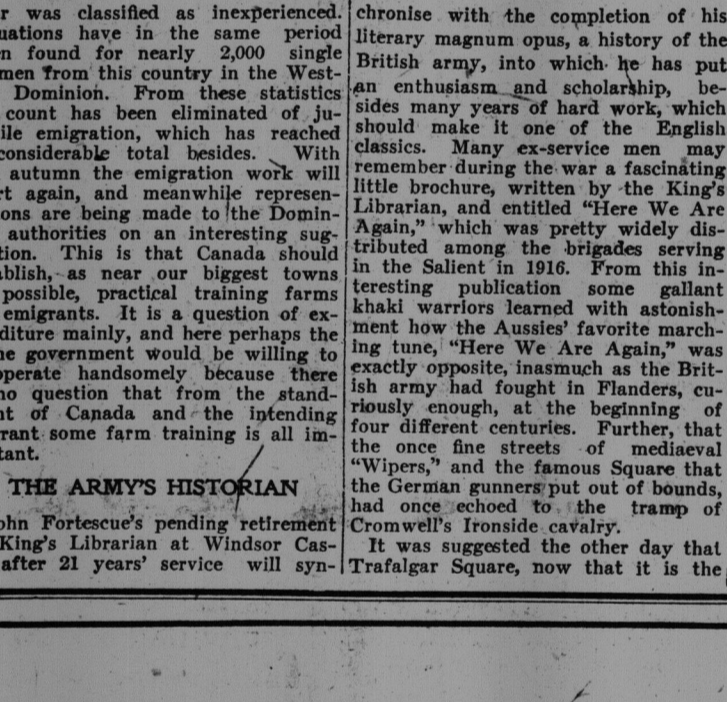 r was classified as inexperienced.
uations have in the same period
n found for nearly 2,000 single
men from this country in the West-
Dominion. From these statistics
count has been eliminated of ju-
ile emigration, which has reached
considerable total besides. With
autumn the emigration work will
rt again, and meanwhile represen-
ons are being made to the Domin-
authorities on an interesting sug-
tion. This is that Canada should
ablish, as near our biggest towns
possible, practical training farms
emigrants. It is a question of ex-
diture mainly, and here perhaps the
ne government would be willing to
operate handsomely because there
no question that from the stand-
nt of Canada and the intending
rant some farm training is all im-
tant.
THE ARMY'S HISTORIAN
ohn Fortescue's pending retirement
King's Librarian at Windsor Cas-
after 21 years' service will syn-
chronise with the completion of his
literary magnum opus, a history of the
British army, into which he has put
an enthusiasm and scholarship, be-
sides many years of hard work, which
should make it one of the English
classics. Many ex-service men may
remember during the war a fascinating
little brochure, written by the King's
Librarian, and entitled "Here We Are
Again," which was pretty widely dis-
tributed among the brigades serving
in the Salient in 1916. From this in-
teresting publication some gallant
khaki warriors learned with astonish-
ment how the Aussies' favorite march-
ing tune, "Here We Are Again," was
exactly opposite, inasmuch as the Brit-
ish army had fought in Flanders, cu-
riously enough, at the beginning of
four different centuries. Further, that
the once fine streets of mediaeval
"Wipers," and the famous Square that
the German gunners put out of bounds,
had once echoed to the tramp of
Cromwell's Ironside cavalry.
It was suggested the other day that
Trafalgar Square, now that it is the